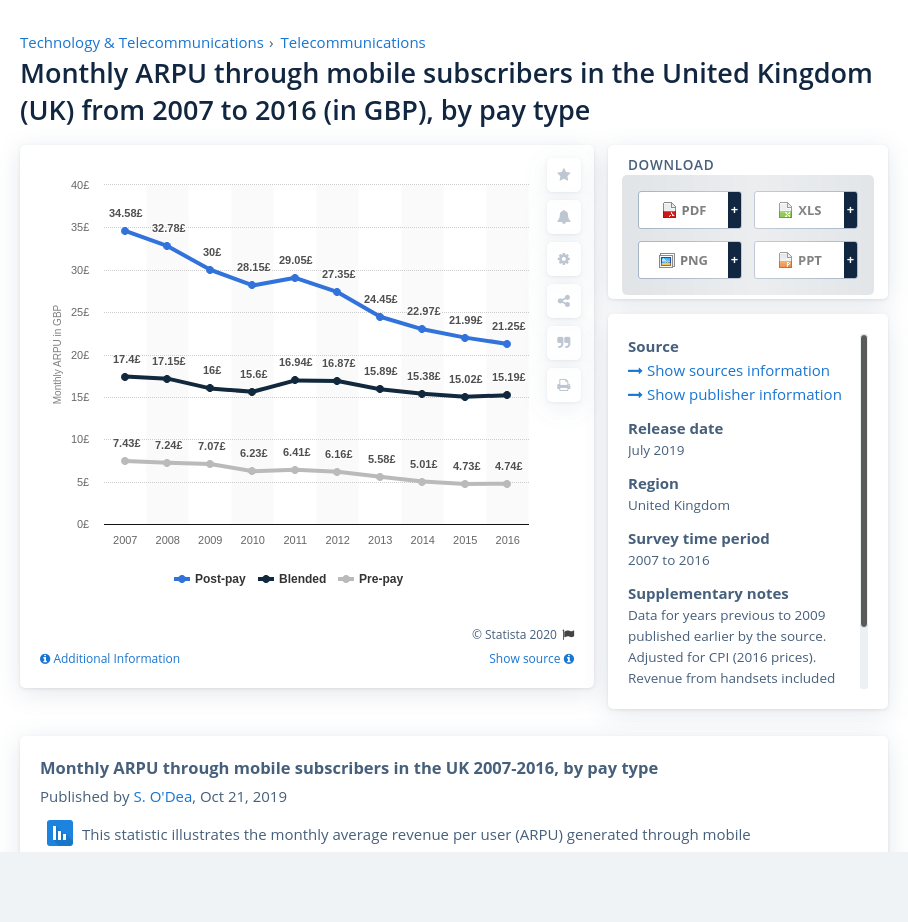 Technology & Telecommunications › Telecommunications
Monthly ARPU through mobile subscribers in the United Kingdom
(UK) from 2007 to 2016 (in GBP), by pay type
Monthly ARPU in GBP
40£
35£
30£
25£
20£
15£
10£
5£
0£
34.58£
32.78£
30£
28.15£
29.05£
27.35£
24.45£
22.97£
21.99£
21.25£
17.4£
17.15£
16£
15.6£
16.94£
16.87£
15.89£
15.38£
15.02£
15.19£
7.43£
7.24£
7.07£
6.23£
6.41£
6.16£
5.58£
5.01£
4.73£
4.74£
2007 2008 2009 2010 2011 2012 2013 2014 2015 2016
Post-pay Blended Pre-pay
© Statista 2020
Additional Information Show source
DOWNLOAD
PDF + XLS +
PNG + PPT +
Source
Show sources information
Show publisher information
Release date
July 2019
Region
United Kingdom
Survey time period
2007 to 2016
Supplementary notes
Data for years previous to 2009
published earlier by the source.
Adjusted for CPI (2016 prices).
Revenue from handsets included
Monthly ARPU through mobile subscribers in the UK 2007-2016, by pay type
Published by S. O'Dea, Oct 21, 2019
This statistic illustrates the monthly average revenue per user (ARPU) generated through mobile